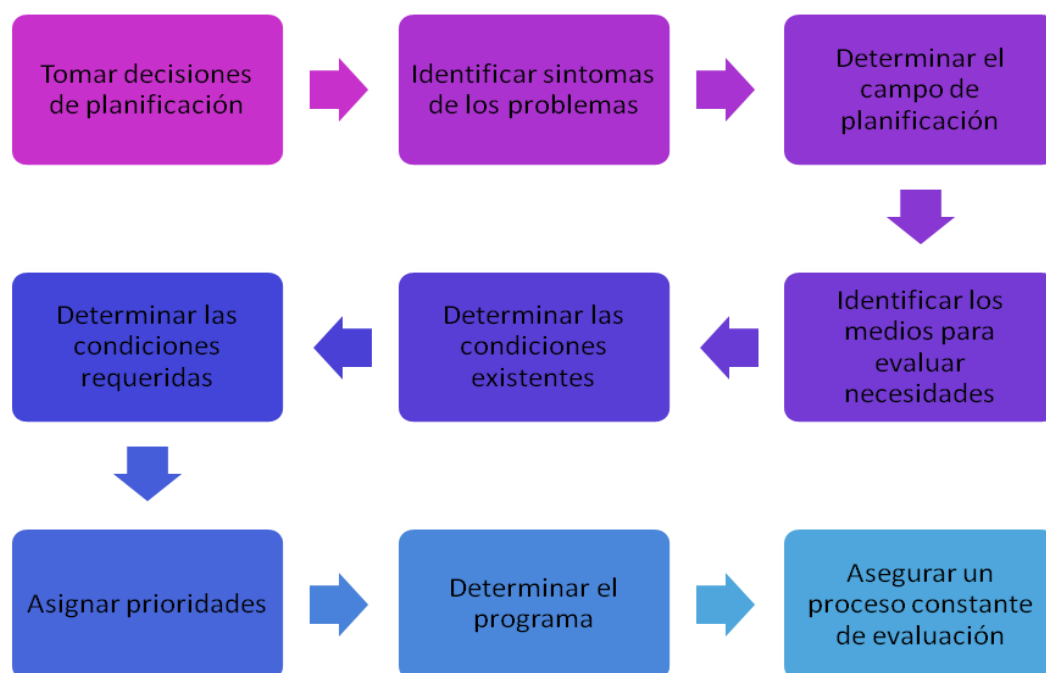 Tomar decisiones
de planificación
Identificar sintomas
de los problemas
Determinar el
campo de
planificación
Identificar los
medios para
evaluar
necesidades
Determinar las
condiciones
existentes
Determinar las
condiciones
requeridas
Asignar prioridades
Determinar el
programa
Asegurar un
proceso constante
de evaluación